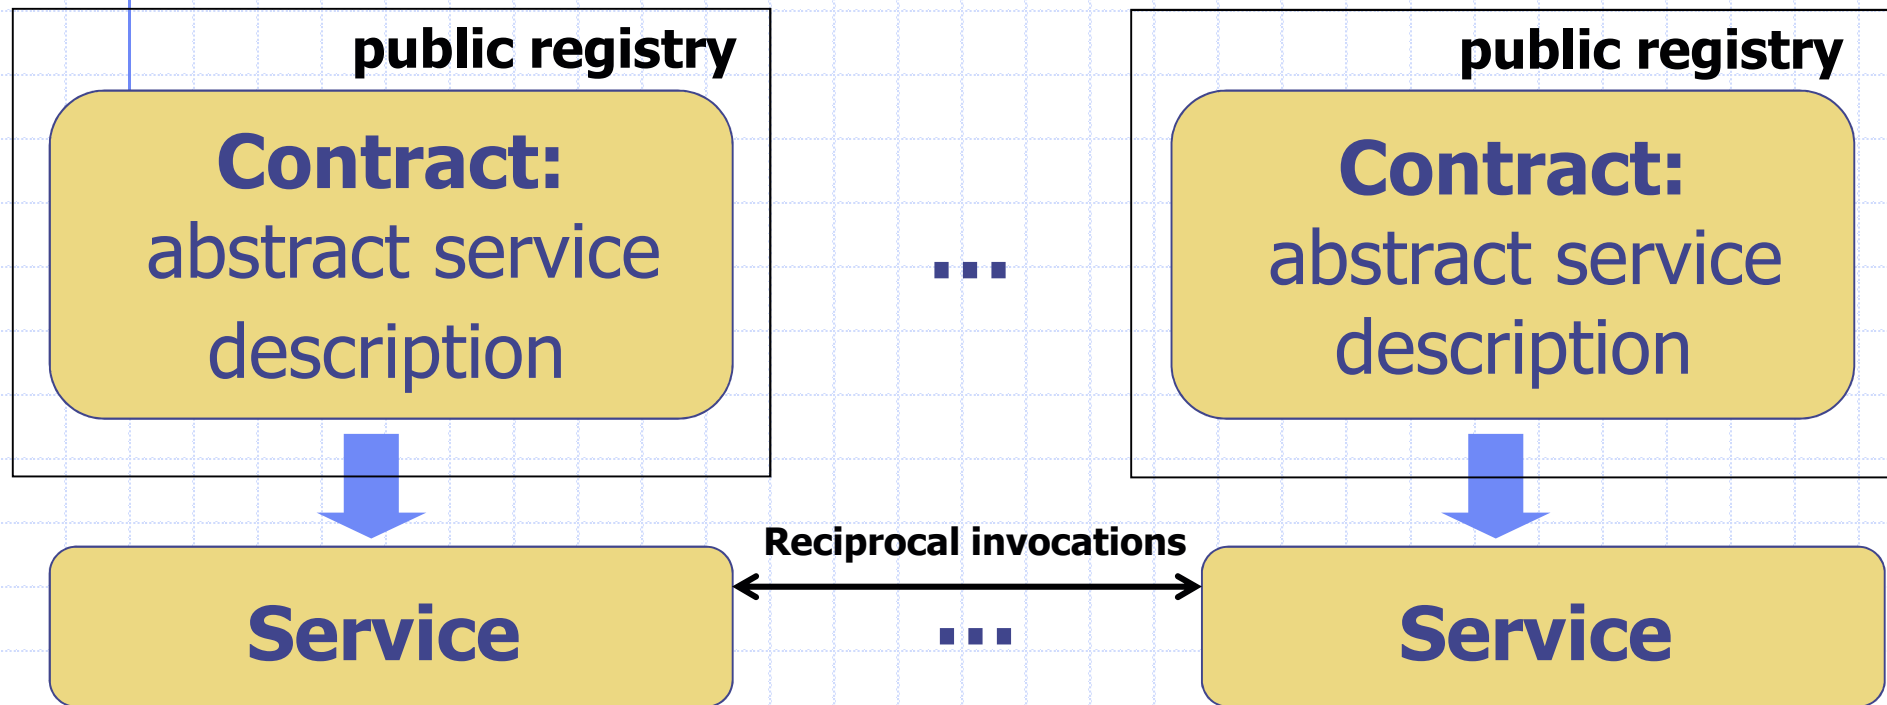 public registry
Contract:
abstract service
description
...
public registry
Contract:
abstract service
description
Reciprocal invocations
Service
...
Service